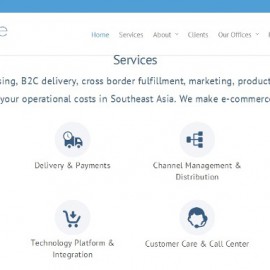 e
Home Services About Clients Our Offices
Services
sing, B2C delivery, cross border fulfillment, marketing, product
your operational costs in Southeast Asia. We make e-commerc
Delivery & Payments
Channel Management &
Distribution
Technology Platform &
Integration
Customer Care & Call Center